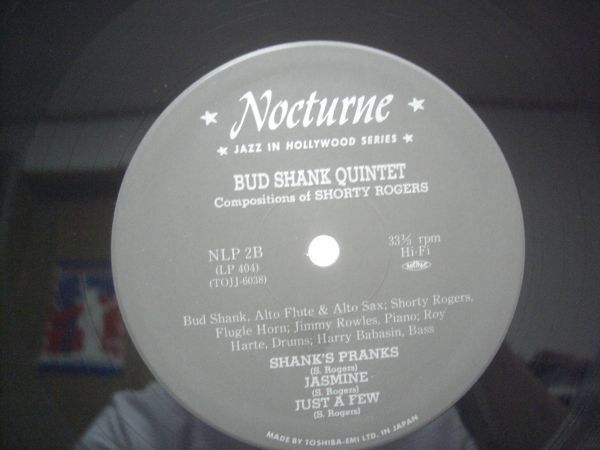 Nocturne
★ JAZZ IN HOLLYWOOD SERIES ★
BUD SHANK QUINTET
Compositions of SHORTY ROGERS
NLP 2B
(LP 404)
(TOJJ-6038)
33⅓ rpm
Hi-Fi
Bud Shank, Alto Flute & Alto Sax; Shorty Rogers,
Flugle Horn; Jimmy Rowles, Piano; Roy
Harte, Drums; Harry Babasin, Bass
SHANK'S PRANKS
(S. Rogers)
JASMINE
(S. Rogers)
JUST A FEW
(S. Rogers)
MADE BY TOSHIBA-EMI LTD. IN JAPAN